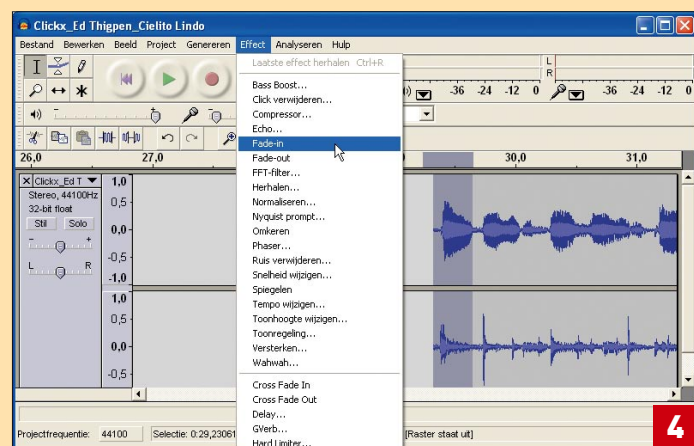 Clickx_Ed Thigpen_Cielito Lindo
Bestand Bewerken Beeld Project Genereren Effect Analyseren Hulp
Laatste effect herhalen Ctrl+R
Bass Boost...
Click verwijderen...
Compressor...
Echo...
Fade-in
Fade-out
FFT-filter...
Herhalen...
Normaliseren...
Nyquist prompt...
Omkeren
Phaser...
Ruis verwijderen...
Snelheid wijzigen...
Spiegelen
Tempo wijzigen...
Toonhoogte wijzigen...
Toonregeling...
Versterken...
Wahwah...
Cross Fade In
Cross Fade Out
Delay...
GVerb...
Hard Limiter...
L
R
-36 -24 -12 0
-36 -24 -12 0
26,0 27,0 30,0 31,0
Clickx_Ed T
Stereo, 44100Hz
32-bit float
Stil Solo
- +
L R
1,0
0,5
0,0
-0,5
-1,0
1,0
0,5
0,0
-0,5
Projectfrequentie: 44100 Selectie: 0:29,23061 [Raster staat uit]
4